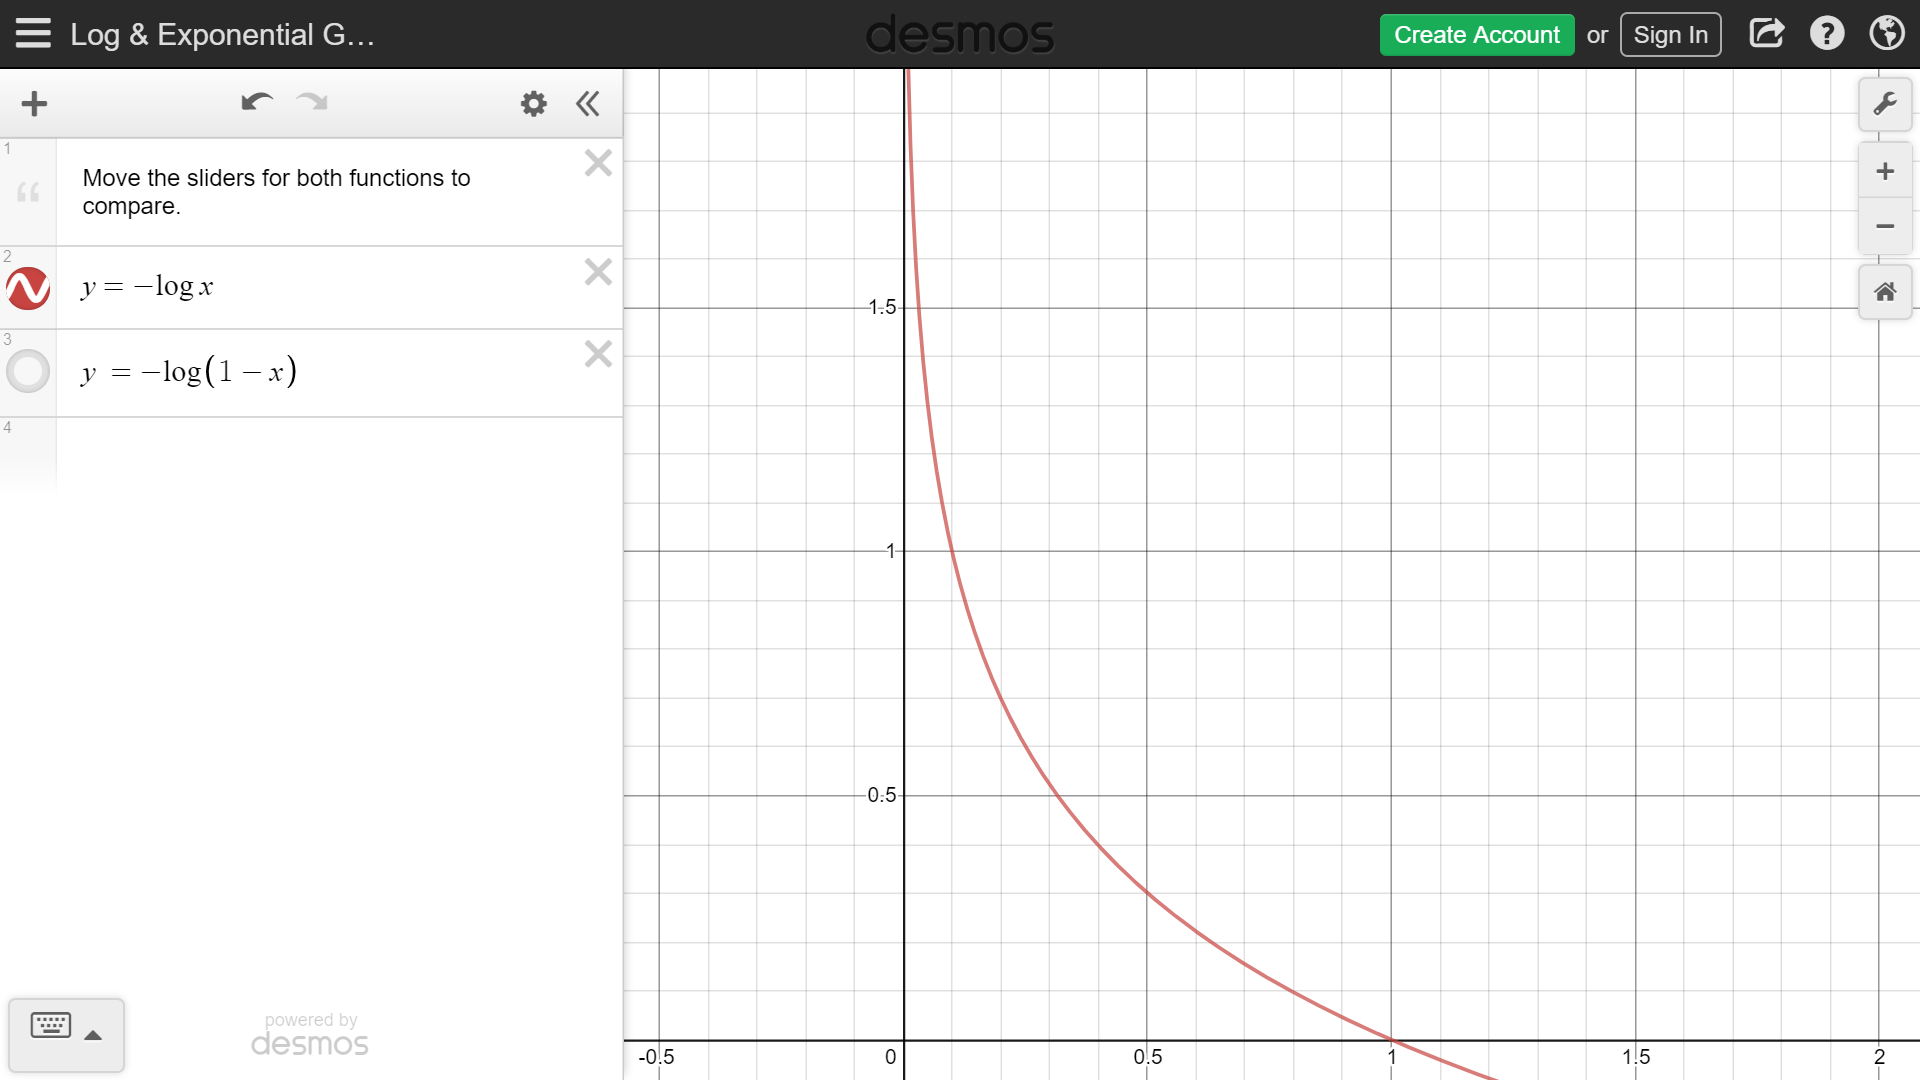 Log & Exponential G...
desmos
Create Account or Sign In
1
Move the sliders for both functions to
compare.
2
y = −log x
3
y = −log(1 − x)
4
powered by
desmos
1.5
1
0.5
-0.5 0 0.5 1 1.5 2